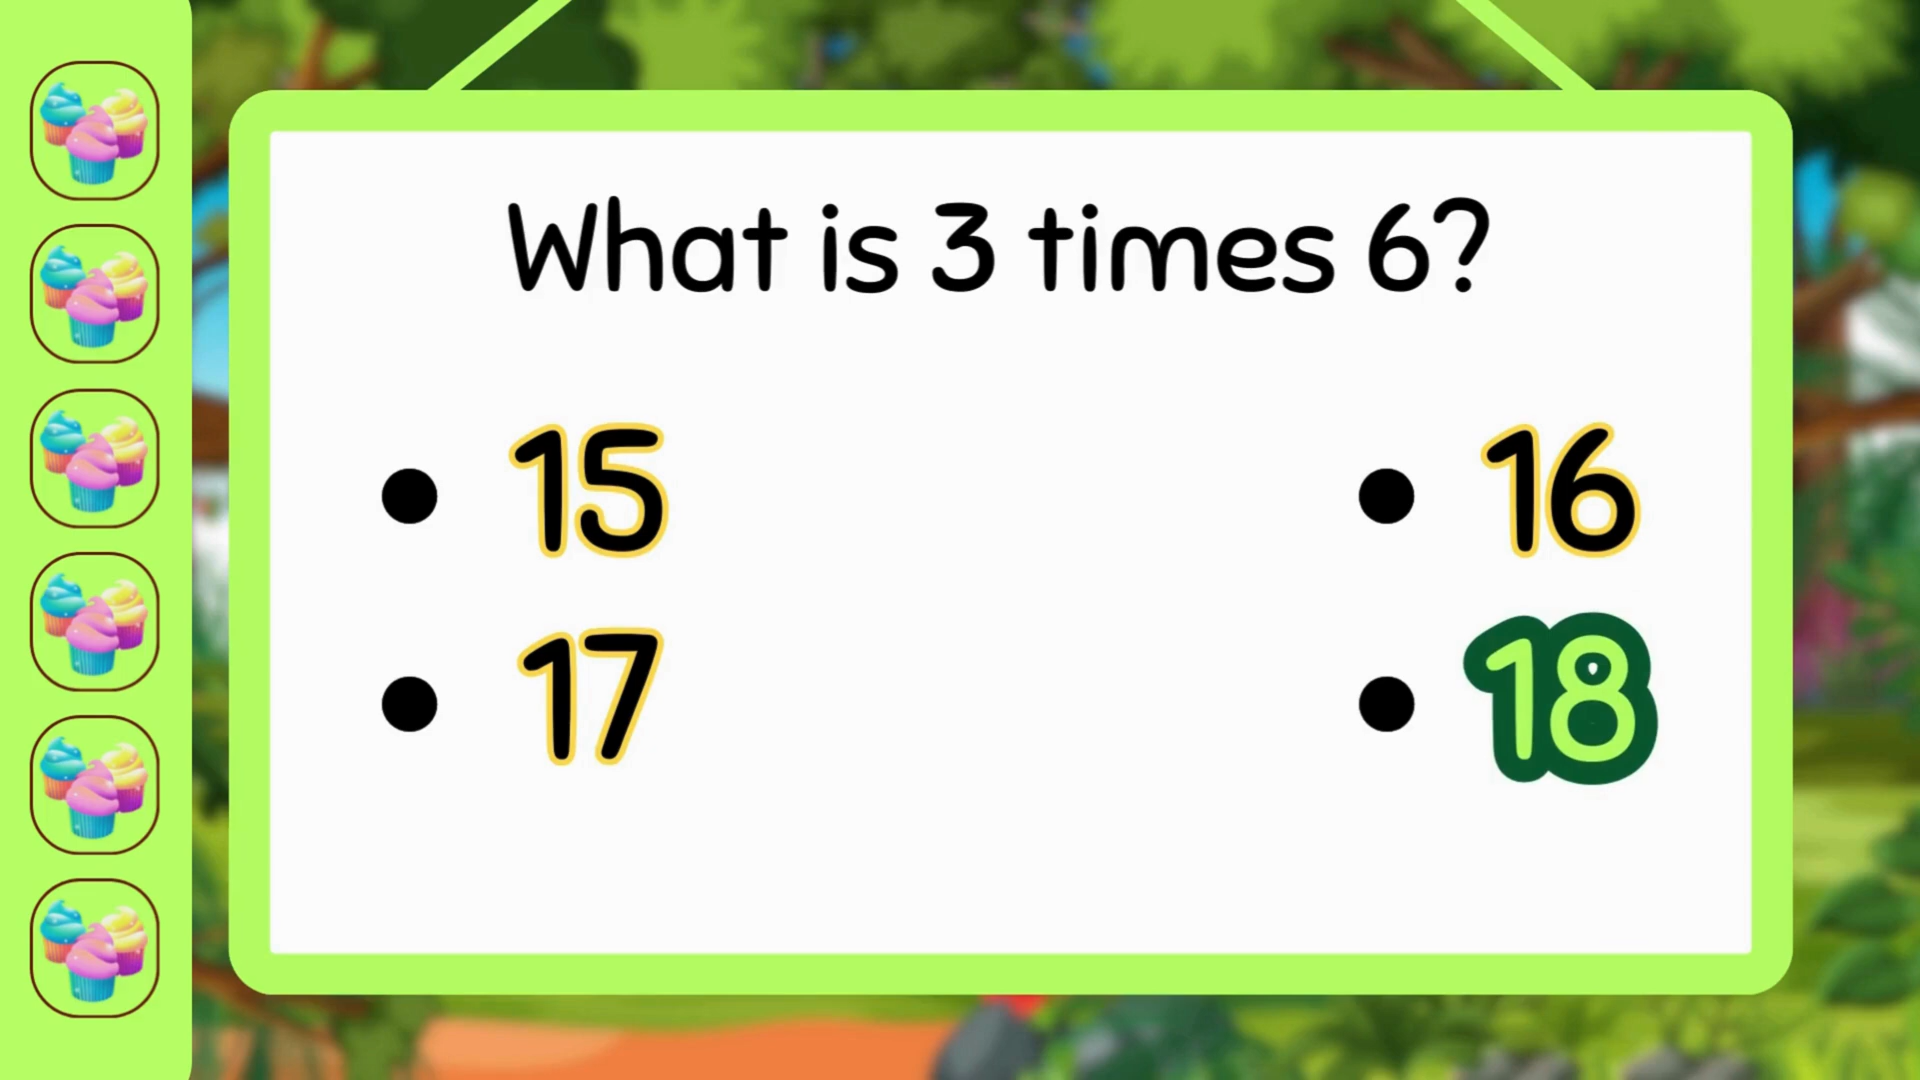 What is 3 times 6?
• 15
• 16
• 17
• 18